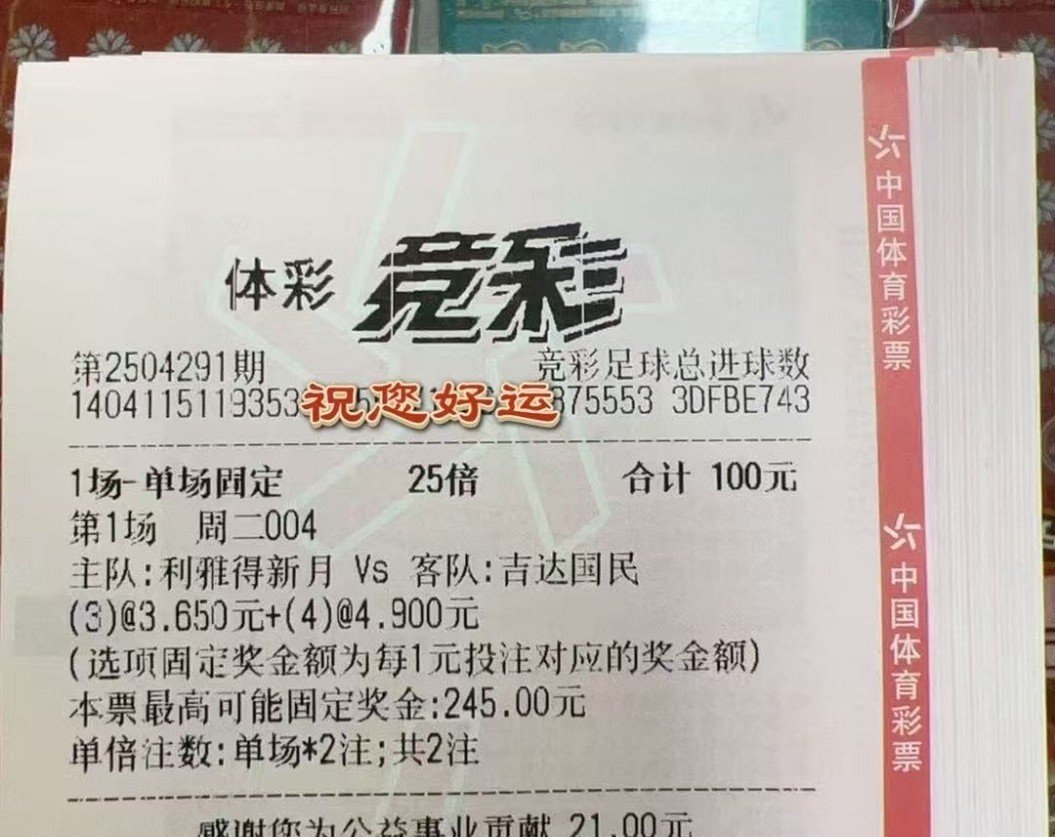 体彩 竞彩
第2504291期 竞彩足球总进球数
1404115119353 375553 3DFBE743
祝您好运
1场-单场固定 25倍 合计 100元
第1场 周二004
主队:利雅得新月 Vs 客队:吉达国民
(3)@3.650元+(4)@4.900元
(选项固定奖金额为每1元投注对应的奖金额)
本票最高可能固定奖金:245.00元
单倍注数:单场*2注;共2注
感谢您为公益事业贡献 21.00元
中国体育彩票
中国体育彩票